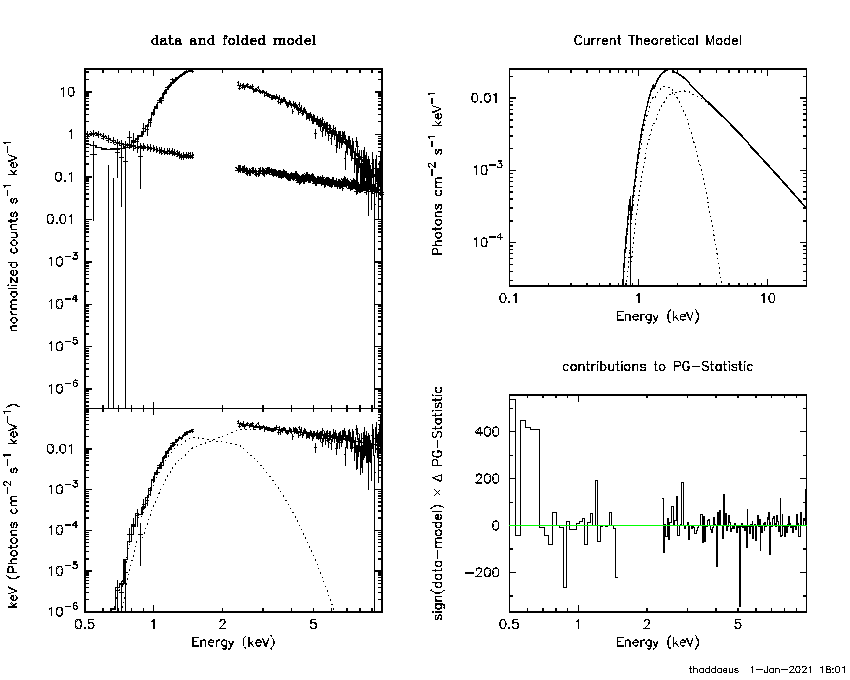 data and folded model
normalized counts s⁻¹ keV⁻¹
10
1
0.1
0.01
10⁻³
10⁻⁴
10⁻⁵
10⁻⁶
keV (Photons cm⁻² s⁻¹ keV⁻¹)
0.01
10⁻³
10⁻⁴
10⁻⁵
10⁻⁶
0.5 1 2 5
Energy (keV)
Current Theoretical Model
Photons cm⁻² s⁻¹ keV⁻¹
0.01
10⁻³
10⁻⁴
0.1 1 10
Energy (keV)
contributions to PG-Statistic
sign(data-model) × Δ PG-Statistic
400
200
0
-200
0.5 1 2 5
Energy (keV)
thaddaeus 1-Jan-2021 18:01